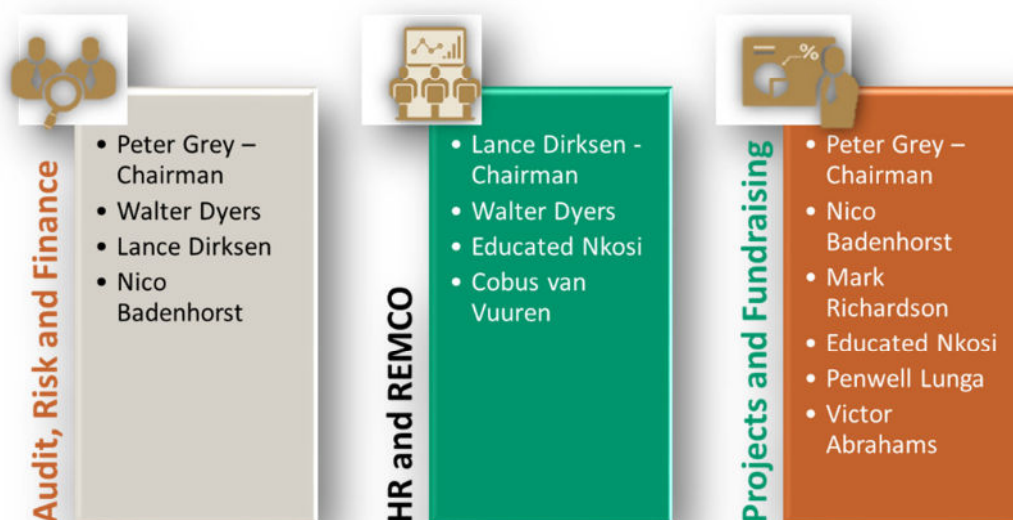 Audit, Risk and Finance
• Peter Grey –
Chairman
• Walter Dyers
• Lance Dirksen
• Nico
Badenhorst
HR and REMCO
• Lance Dirksen -
Chairman
• Walter Dyers
• Educated Nkosi
• Cobus van
Vuuren
%
Projects and Fundraising
• Peter Grey –
Chairman
• Nico
Badenhorst
• Mark
Richardson
• Educated Nkosi
• Penwell Lunga
• Victor
Abrahams